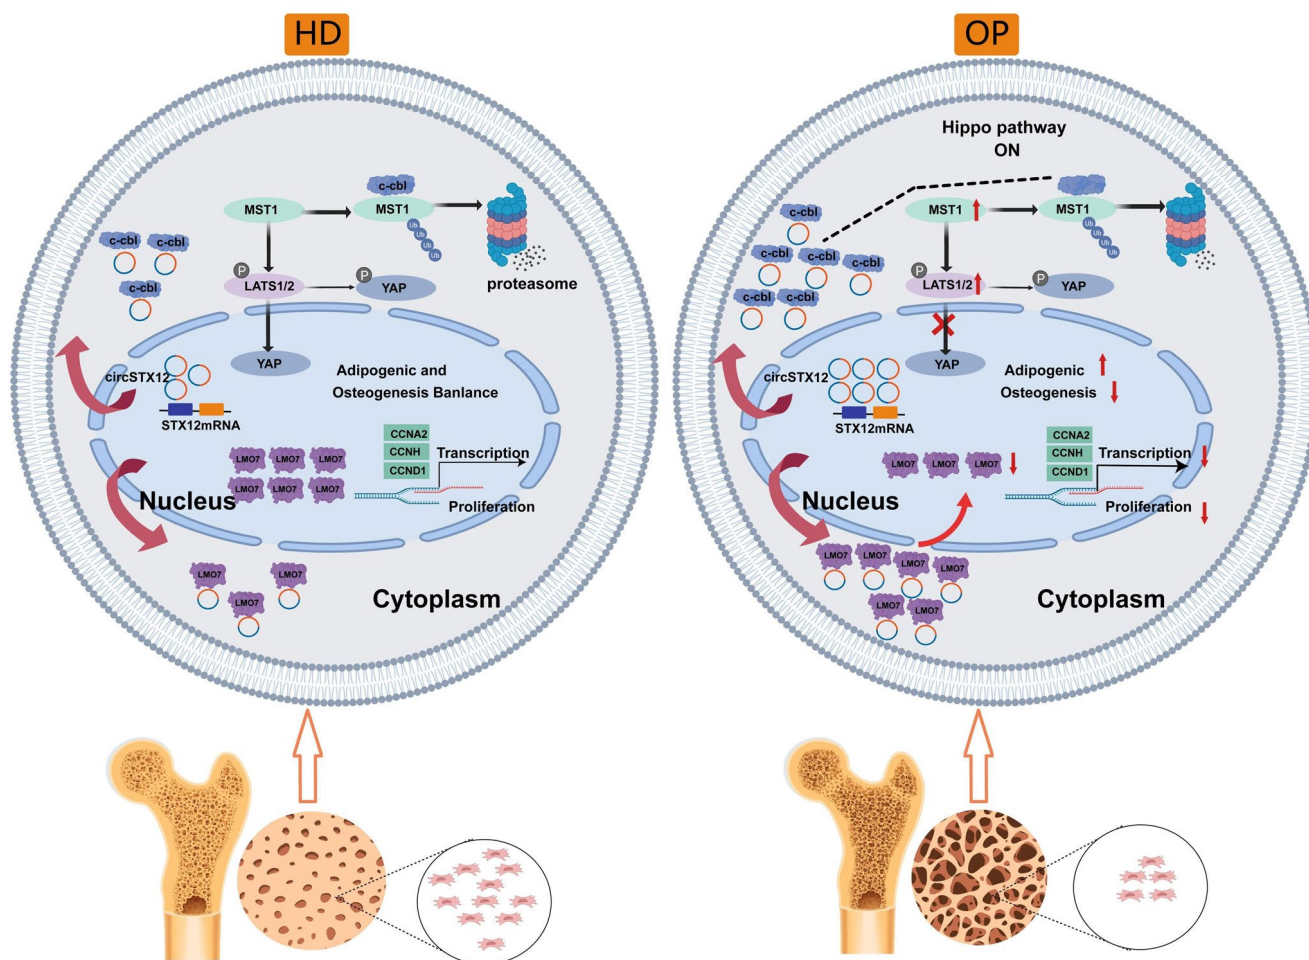 HD
c-cbl
MST1
MST1
Ub
Ub
Ub
Ub
c-cbl
c-cbl
c-cbl
P
LATS1/2
P
YAP
proteasome
YAP
circSTX12
STX12mRNA
Adipogenic and
Osteogenesis Banlance
CCNA2
CCNH
CCND1
Transcription
Proliferation
LMO7 LMO7 LMO7
LMO7 LMO7 LMO7
Nucleus
LMO7 LMO7
LMO7
Cytoplasm
OP
Hippo pathway
ON
MST1
MST1
Ub
Ub
Ub
Ub
c-cbl
c-cbl
c-cbl
c-cbl
c-cbl
c-cbl
P
LATS1/2
P
YAP
YAP
circSTX12
STX12mRNA
Adipogenic
Osteogenesis
CCNA2
CCNH
CCND1
Transcription
Proliferation
LMO7 LMO7 LMO7
Nucleus
LMO7 LMO7 LMO7 LMO7
LMO7 LMO7
Cytoplasm